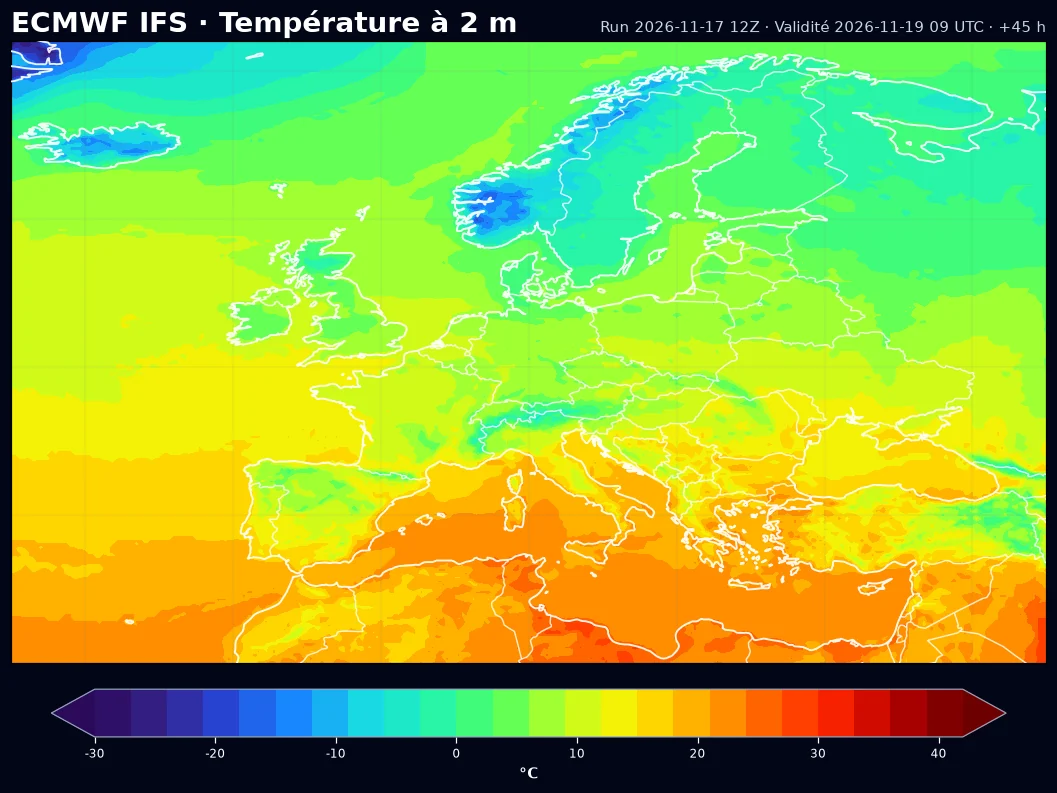 ECMWF IFS · Température à 2 m
Run 2026-11-17 12Z · Validité 2026-11-19 09 UTC · +45 h
-30 -20 -10 0 10 20 30 40
°C